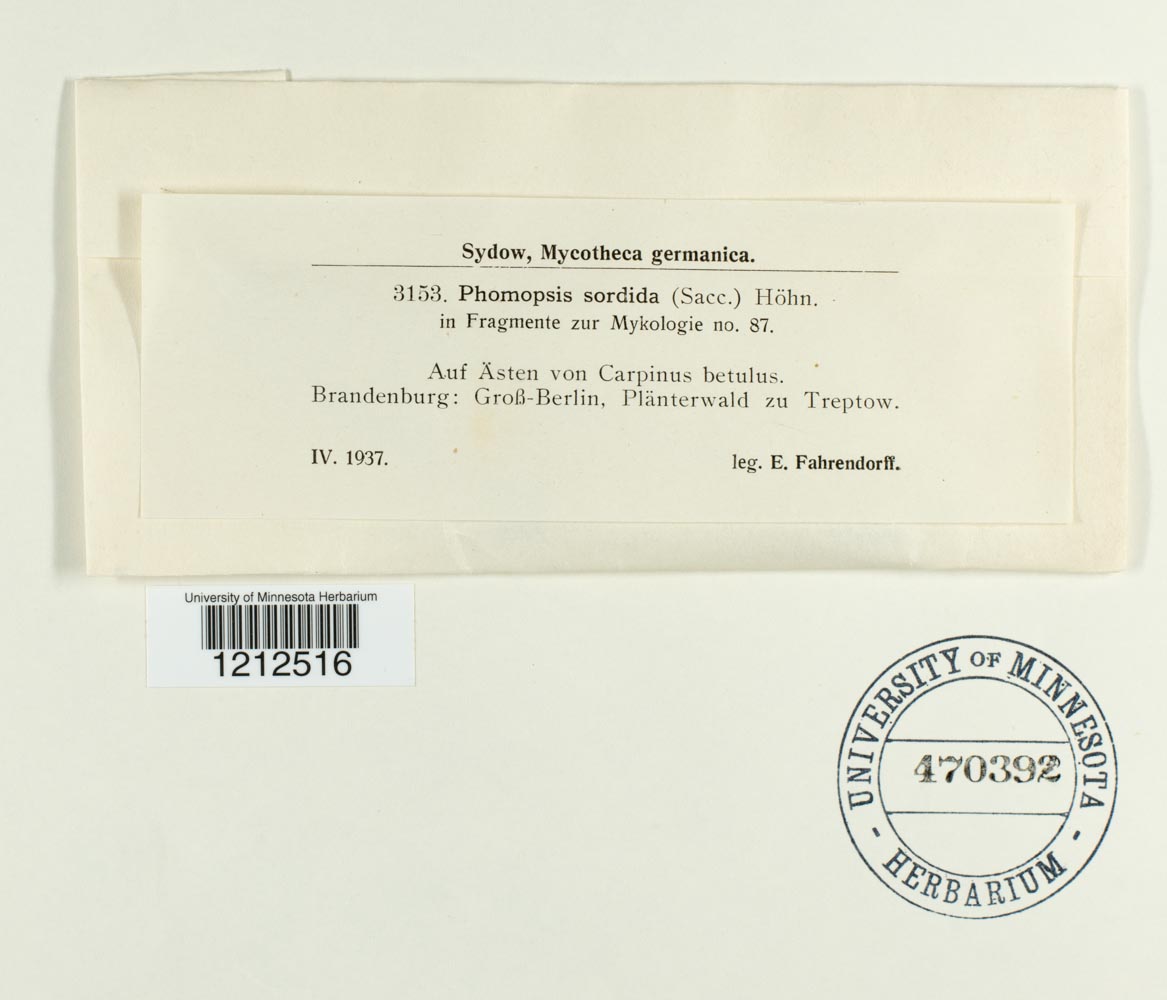 Sydow, Mycotheca germanica.
3153. Phomopsis sordida (Sacc.) Höhn.
in Fragmente zur Mykologie no. 87.
Auf Ästen von Carpinus betulus.
Brandenburg: Groß-Berlin, Plänterwald zu Treptow.
IV. 1937. leg. E. Fahrendorff.
University of Minnesota Herbarium
1212516
UNIVERSITY OF MINNESOTA
470392
- HERBARIUM -